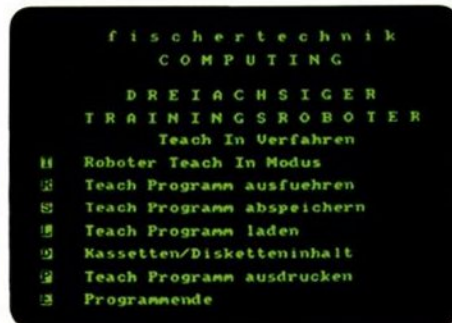 fischertechnik
COMPUTING
DREIACHSIGER
TRAININGSROBOTER
Teach In Verfahren
Roboter Teach In Modus
R Teach Programm ausfuehren
S Teach Programm abspeichern
L Teach Programm laden
D Kassetten/Disketteninhalt
P Teach Programm ausdrucken
E Programmende